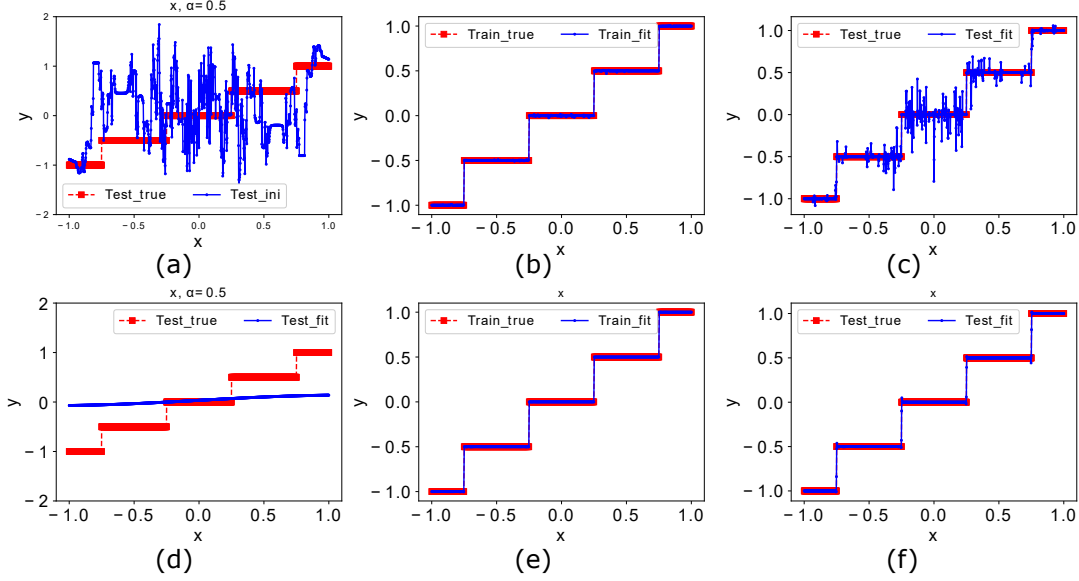 x, α= 0.5
2
1
0
−1
−2
y
Test_true Test_ini
−1.0 −0.5 0.0 0.5 1.0
x
(a)
1.0
0.5
0.0
−0.5
−1.0
y
Train_true Train_fit
−1.0 −0.5 0.0 0.5 1.0
x
(b)
1.0
0.5
0.0
−0.5
−1.0
y
Test_true Test_fit
−1.0 −0.5 0.0 0.5 1.0
x
(c)
x, α= 0.5
2
1
0
−1
−2
y
Test_true Test_fit
−1.0 −0.5 0.0 0.5 1.0
x
(d)
x
1.0
0.5
0.0
−0.5
−1.0
y
Train_true Train_fit
−1.0 −0.5 0.0 0.5 1.0
x
(e)
x
1.0
0.5
0.0
−0.5
−1.0
y
Test_true Test_fit
−1.0 −0.5 0.0 0.5 1.0
x
(f)